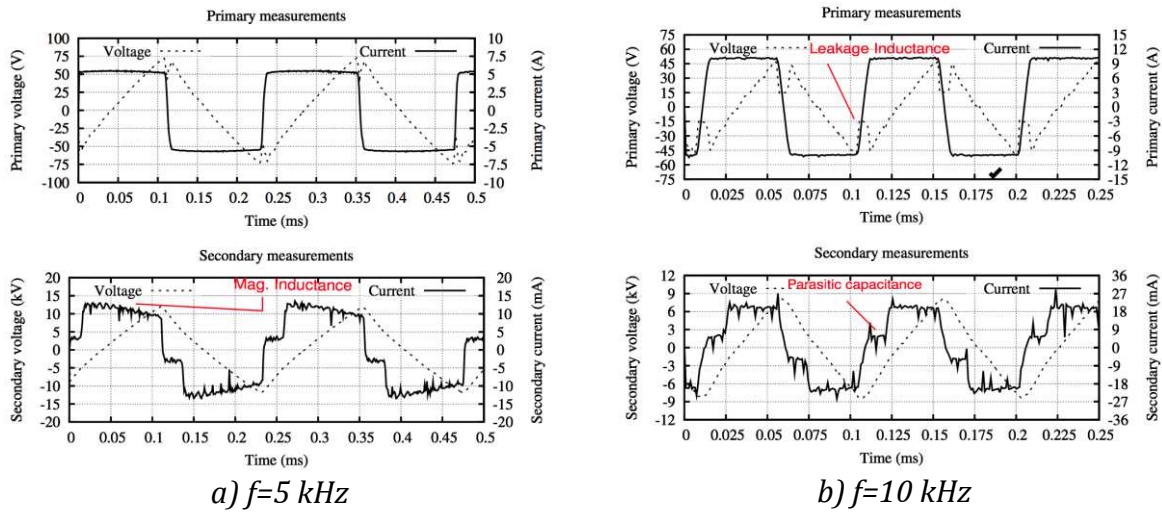 Primary measurements
Voltage
Current
Primary voltage (V)
100
75
50
25
0
-25
-50
-75
-100
10
8
6
4
2
0
-2
-4
-6
-8
-10
Primary current (A)
0 0.05 0.1 0.15 0.2 0.25 0.3 0.35 0.4 0.45 0.5
Time (ms)
Secondary measurements
Voltage
Mag. Inductance
Current
Secondary voltage (kV)
20
15
10
5
0
-5
-10
-15
-20
20
15
10
5
0
-5
-10
-15
-20
Secondary current (mA)
0 0.05 0.1 0.15 0.2 0.25 0.3 0.35 0.4 0.45 0.5
Time (ms)
a) f=5 kHz
Primary measurements
Voltage
Leakage Inductance
Current
Primary voltage (V)
75
60
45
30
15
0
-15
-30
-45
-60
-75
15
12
9
6
3
0
-3
-6
-9
-12
-15
Primary current (A)
0 0.025 0.05 0.075 0.1 0.125 0.15 0.175 0.2 0.225 0.25
Time (ms)
Secondary measurements
Voltage
Parasitic capacitance
Current
Secondary voltage (kV)
12
9
6
3
0
-3
-6
-9
-12
36
27
18
9
0
-9
-18
-27
-36
Secondary current (mA)
0 0.025 0.05 0.075 0.1 0.125 0.15 0.175 0.2 0.225 0.25
Time (ms)
b) f=10 kHz